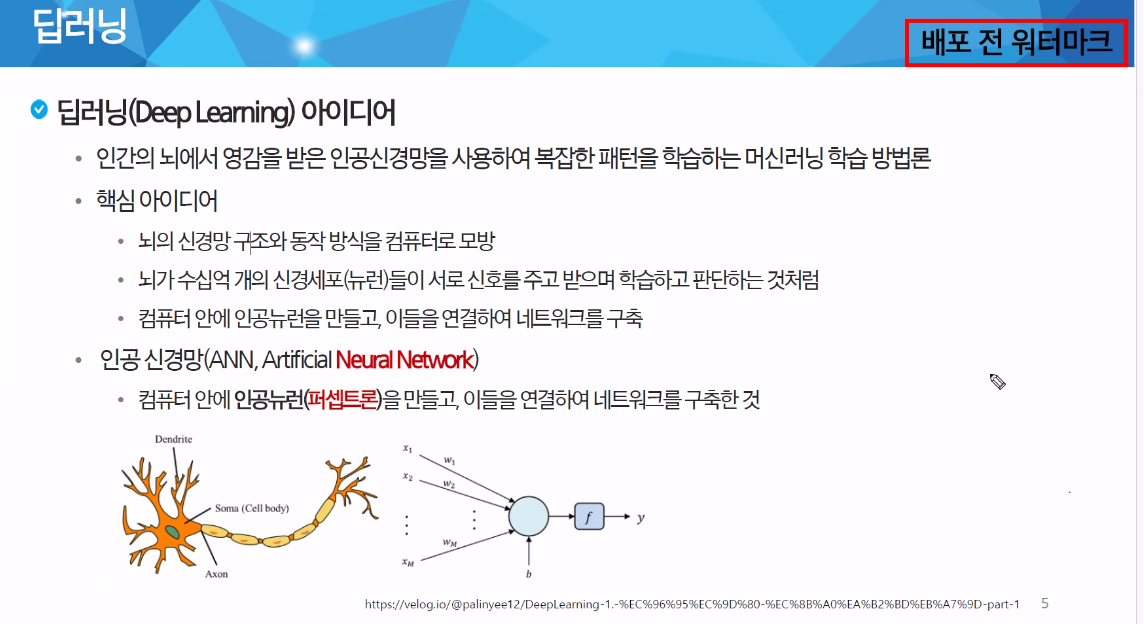 딥러닝
배포 전 워터마크
딥러닝(Deep Learning) 아이디어
• 인간의 뇌에서 영감을 받은 인공신경망을 사용하여 복잡한 패턴을 학습하는 머신러닝 학습 방법론
• 핵심 아이디어
• 뇌의 신경망 구조와 동작 방식을 컴퓨터로 모방
• 뇌가 수십억 개의 신경세포(뉴런)들이 서로 신호를 주고 받으며 학습하고 판단하는 것처럼
• 컴퓨터 안에 인공뉴런을 만들고, 이들을 연결하여 네트워크를 구축
• 인공 신경망(ANN, Artificial Neural Network)
• 컴퓨터 안에 인공뉴런(퍼셉트론)을 만들고, 이들을 연결하여 네트워크를 구축한 것
Dendrite
Soma (Cell body)
Axon
x₁
w₁
x₂
w₂
⋮
⋮
w_M
x_M
f
y
b
https://velog.io/@palinyee12/DeepLearning-1.-%EC%96%95%EC%9D%80-%EC%8B%A0%EA%B2%BD%EB%A7%9D-part-1
5